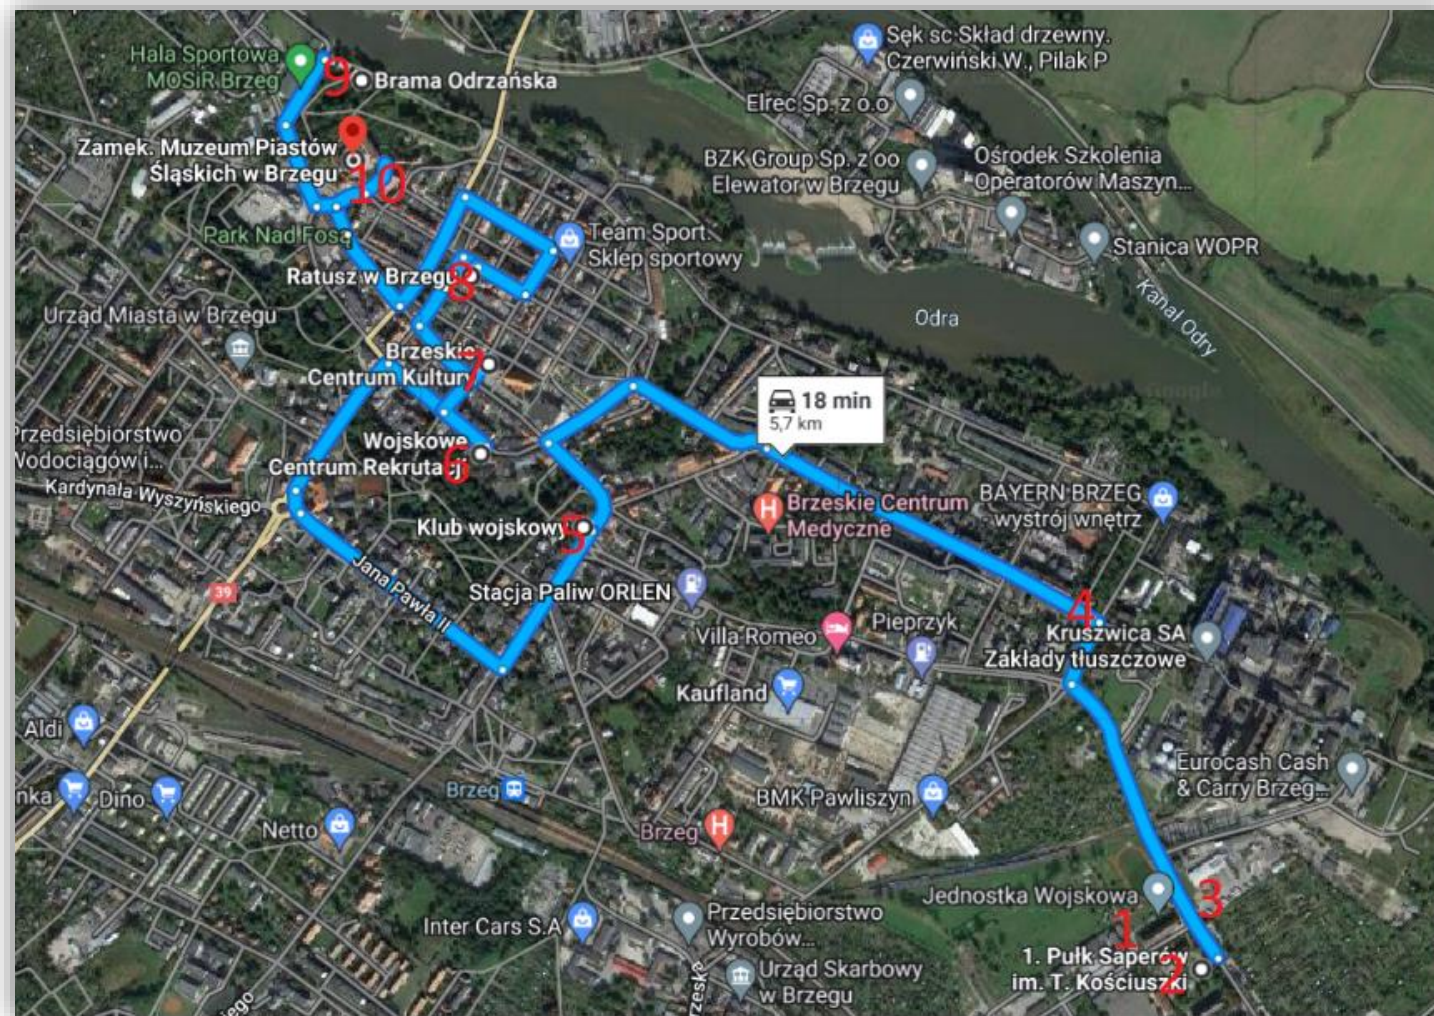 Hala Sportowa
MOSiR Brzeg
9
Brama Odrzańska
Zamek. Muzeum Piastów
Śląskich w Brzegu
10
Park Nad Fosą
Ratusz w Brzegu
8
Team Sport.
Sklep sportowy
Sęk sc Skład drzewny.
Czerwiński W., Pilak P
Elrec Sp. z o.o
BZK Group Sp. z oo
Elewator w Brzegu
Ośrodek Szkolenia
Operatorów Maszyn...
Stanica WOPR
Kanał Odry
Odra
Urząd Miasta w Brzegu
Brzeskie
Centrum Kultury
7
18 min
5,7 km
Przedsiębiorstwo
Wodociągów i...
Kardynała Wyszyńskiego
Wojskowe
Centrum Rekrutacji
6
Klub wojskowy
5
Brzeskie Centrum
Medyczne
BAYERN BRZEG
wystrój wnętrz
Jana Pawła II
39
Stacja Paliw ORLEN
Villa Romeo
Pieprzyk
4
Kruszwica SA
Zakłady tłuszczowe
Kaufland
Aldi
nka
Dino
Netto
Brzeg
BMK Pawliszyn
Brzeg
Eurocash Cash
& Carry Brzeg...
Jednostka Wojskowa
3
1
1. Pułk Saperów
im. T. Kościuszki
2
Inter Cars S.A
Przedsiębiorstwo
Wyrobów...
Urząd Skarbowy
w Brzegu